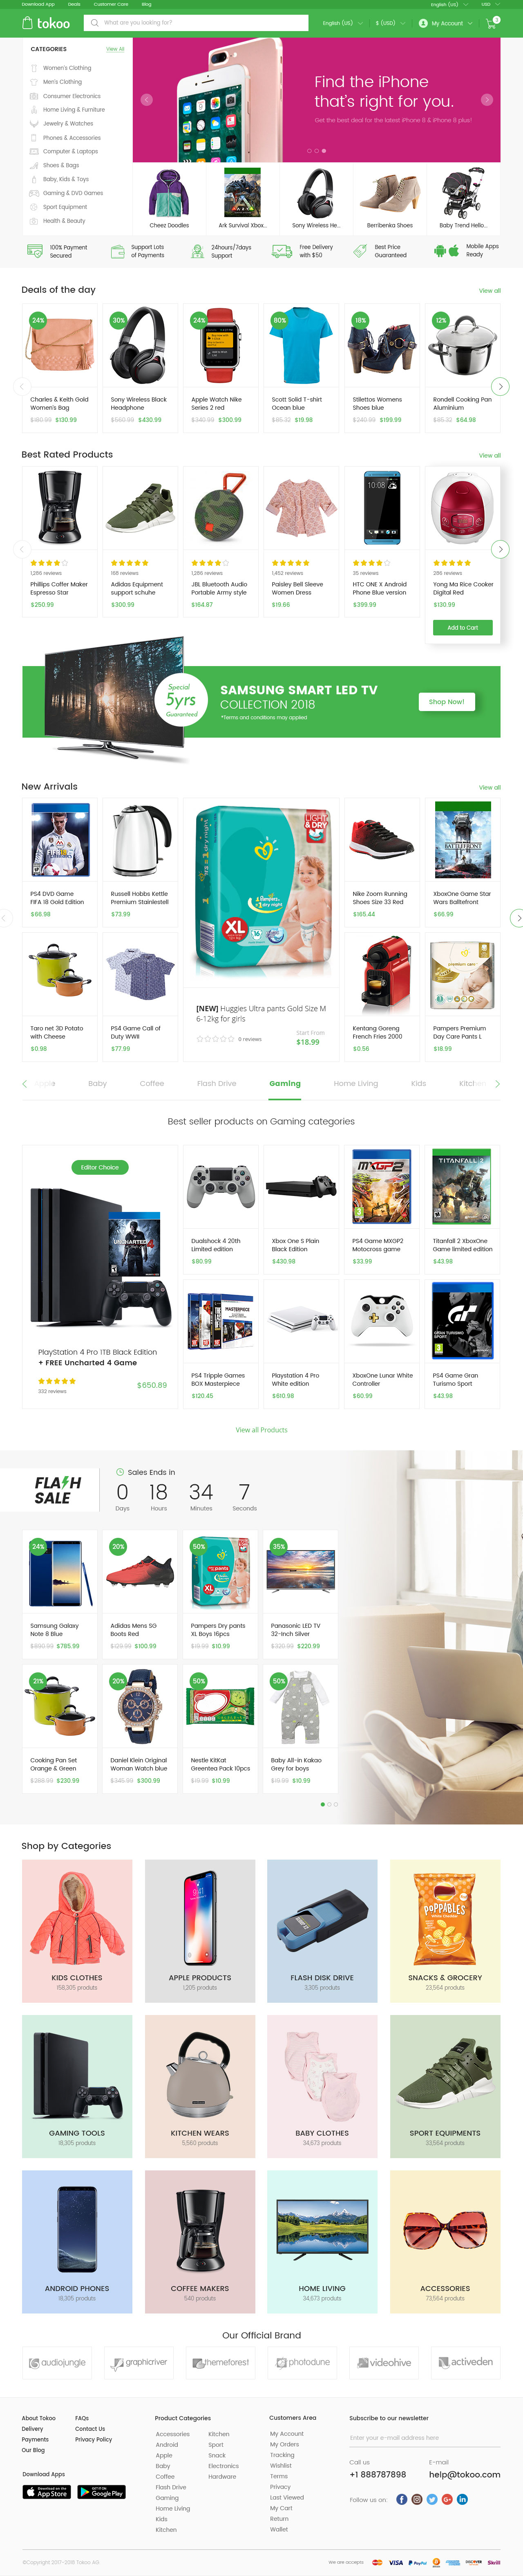 Download App Deals Customer Care Blog English (US) USD
tokoo What are you looking for? English (US) $ (USD) My Account 3
CATEGORIES View All
Women's Clothing
Men's Clothing
Consumer Electronics
Home Living & Furniture
Jewelry & Watches
Phones & Accessories
Computer & Laptops
Shoes & Bags
Baby, Kids & Toys
Gaming & DVD Games
Sport Equipment
Health & Beauty
Find the iPhone
that's right for you.
Get the best deal for the latest iPhone 8 & iPhone 8 plus!
Cheez Doodles
Ark Survival Xbox...
Sony Wireless He...
Berribenka Shoes
Baby Trend Hello...
100% Payment
Secured
Support Lots
of Payments
24hours/7days
Support
Free Delivery
with $50
Best Price
Guaranteed
Mobile Apps
Ready
Deals of the day View all
24% 30% 24% 80% 18% 12%
Charles & Keith Gold
Women's Bag
$180.99 $130.99
Sony Wireless Black
Headphone
$560.99 $430.99
Apple Watch Nike
Series 2 red
$340.99 $300.99
Scott Solid T-shirt
Ocean blue
$85.32 $19.98
Stilettos Womens
Shoes blue
$240.99 $199.99
Rondell Cooking Pan
Aluminium
$85.32 $64.98
Best Rated Products View all
1,286 reviews
Phillips Coffer Maker
Espresso Star
$250.99
168 reviews
Adidas Equipment
support schuhe
$300.99
1,286 reviews
JBL Bluetooth Audio
Portable Army style
$164.87
1,452 reviews
Paisley Bell Sleeve
Women Dress
$19.66
35 reviews
HTC ONE X Android
Phone Blue version
$399.99
286 reviews
Yong Ma Rice Cooker
Digital Red
$130.99
Add to Cart
Special
5yrs
Guaranteed
SAMSUNG SMART LED TV
COLLECTION 2018
*Terms and conditions may applied
Shop Now!
New Arrivals View all
PS4 DVD Game
FIFA 18 Gold Edition
$66.98
Russell Hobbs Kettle
Premium Stainlestell
$73.99
Nike Zoom Running
Shoes Size 33 Red
$165.44
XboxOne Game Star
Wars Balltefront
$66.99
Taro net 3D Potato
with Cheese
$0.98
PS4 Game Call of
Duty WWII
$77.99
[NEW] Huggies Ultra pants Gold Size M
6-12kg for girls
0 reviews
Start From
$18.99
Kentang Goreng
French Fries 2000
$0.56
Pampers Premium
Day Care Pants L
$18.99
Apple Baby Coffee Flash Drive Gaming Home Living Kids Kitchen
Best seller products on Gaming categories
Editor Choice
PlayStation 4 Pro 1TB Black Edition
+ FREE Uncharted 4 Game
332 reviews
$650.89
Dualshock 4 20th
Limited edition
$80.99
Xbox One S Plain
Black Edition
$430.98
PS4 Game MXGP2
Motocross game
$33.99
Titanfall 2 XboxOne
Game limited edition
$43.98
PS4 Tripple Games
BOX Masterpiece
$120.45
Playstation 4 Pro
White edition
$610.98
XboxOne Lunar White
Controller
$60.99
PS4 Game Gran
Turismo Sport
$43.98
View all Products
FLASH
SALE
Sales Ends in
0 18 34 7
Days Hours Minutes Seconds
24% 20% 50% 35%
Samsung Galaxy
Note 8 Blue
$890.99 $785.99
Adidas Mens SG
Boots Red
$129.99 $100.99
Pampers Dry pants
XL Boys 16pcs
$19.99 $10.99
Panasonic LED TV
32-Inch Silver
$320.99 $220.99
21% 20% 50% 50%
Cooking Pan Set
Orange & Green
$288.99 $230.99
Daniel Klein Original
Woman Watch blue
$345.89 $300.99
Nestle KitKat
Greentea Pack 10pcs
$19.99 $10.99
Baby All-in Kakao
Grey for boys
$19.99 $10.99
Shop by Categories
KIDS CLOTHES
158,305 produts
APPLE PRODUCTS
1,205 produts
FLASH DISK DRIVE
3,305 produts
SNACKS & GROCERY
23,564 produts
GAMING TOOLS
18,305 produts
KITCHEN WEARS
5,560 produts
BABY CLOTHES
34,673 produts
SPORT EQUIPMENTS
33,564 produts
ANDROID PHONES
18,305 produts
COFFEE MAKERS
540 produts
HOME LIVING
34,673 produts
ACCESSORIES
73,564 produts
Our Official Brand
audiojungle graphicriver themeforest photodune videohive activeden
About Tokoo
Delivery
Payments
Our Blog
FAQs
Contact Us
Privacy Policy
Download Apps
App Store
Google Play
Product Categories
Accessories
Android
Apple
Baby
Coffee
Flash Drive
Gaming
Home Living
Kids
Kitchen
Kitchen
Sport
Snack
Electronics
Hardware
Customers Area
My Account
My Orders
Tracking
Wishlist
Terms
Privacy
Last Viewed
My Cart
Return
Wallet
Subscribe to our newsletter
Enter your e-mail address here
Call us
+1 888787898
E-mail
help@tokoo.com
Follow us on:
©Copyright 2017-2018 Tokoo AG
We are accepts VISA PayPal DISCOVER Skrill